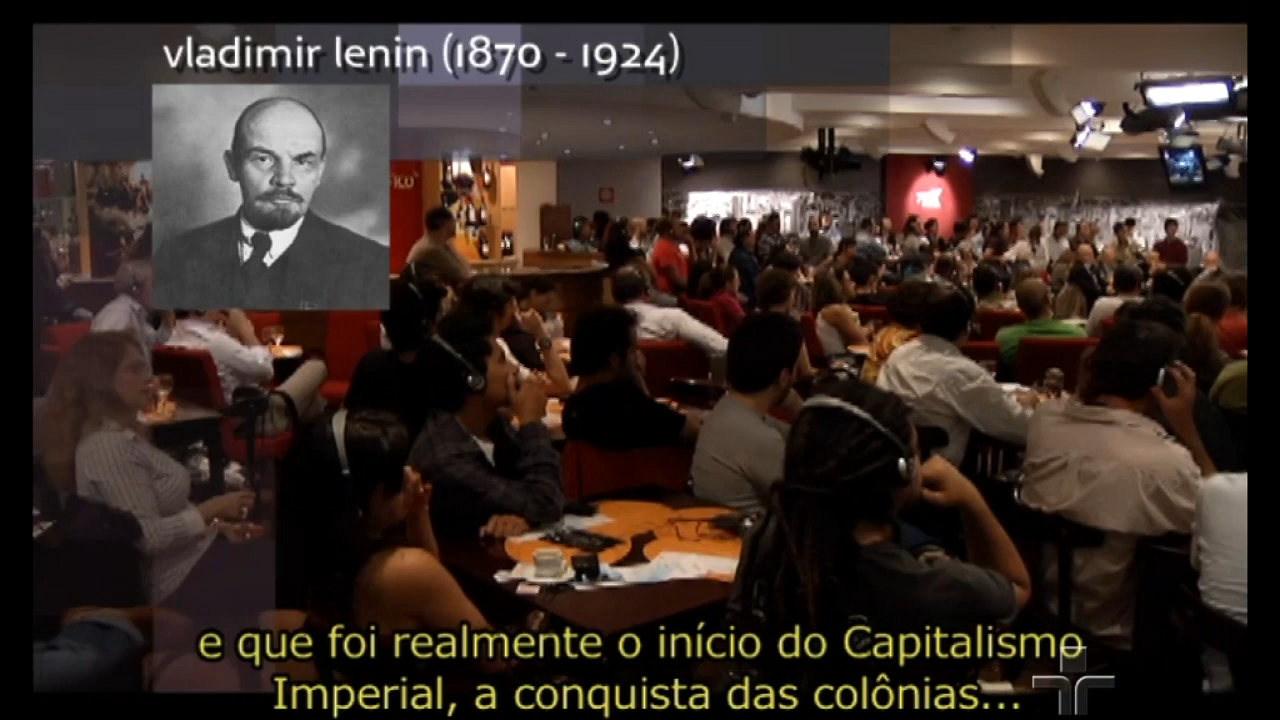 vladimir lenin (1870 - 1924)
e que foi realmente o início do Capitalismo
Imperial, a conquista das colônias...